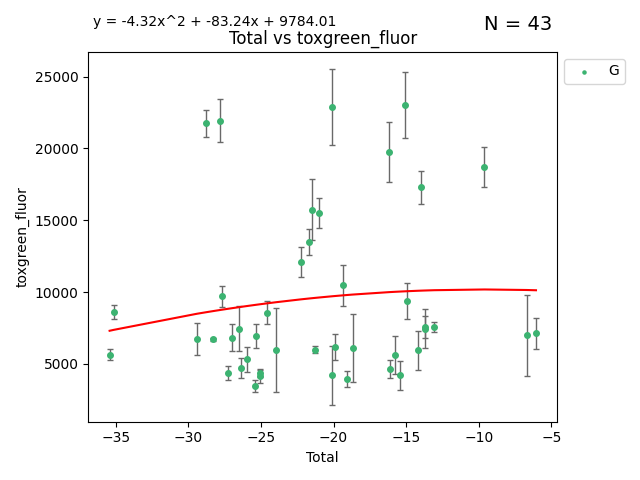 y = -4.32x^2 + -83.24x + 9784.01
N = 43
Total vs toxgreen_fluor
G
25000
20000
15000
10000
5000
toxgreen_fluor
−35
−30
−25
−20
−15
−10
−5
Total